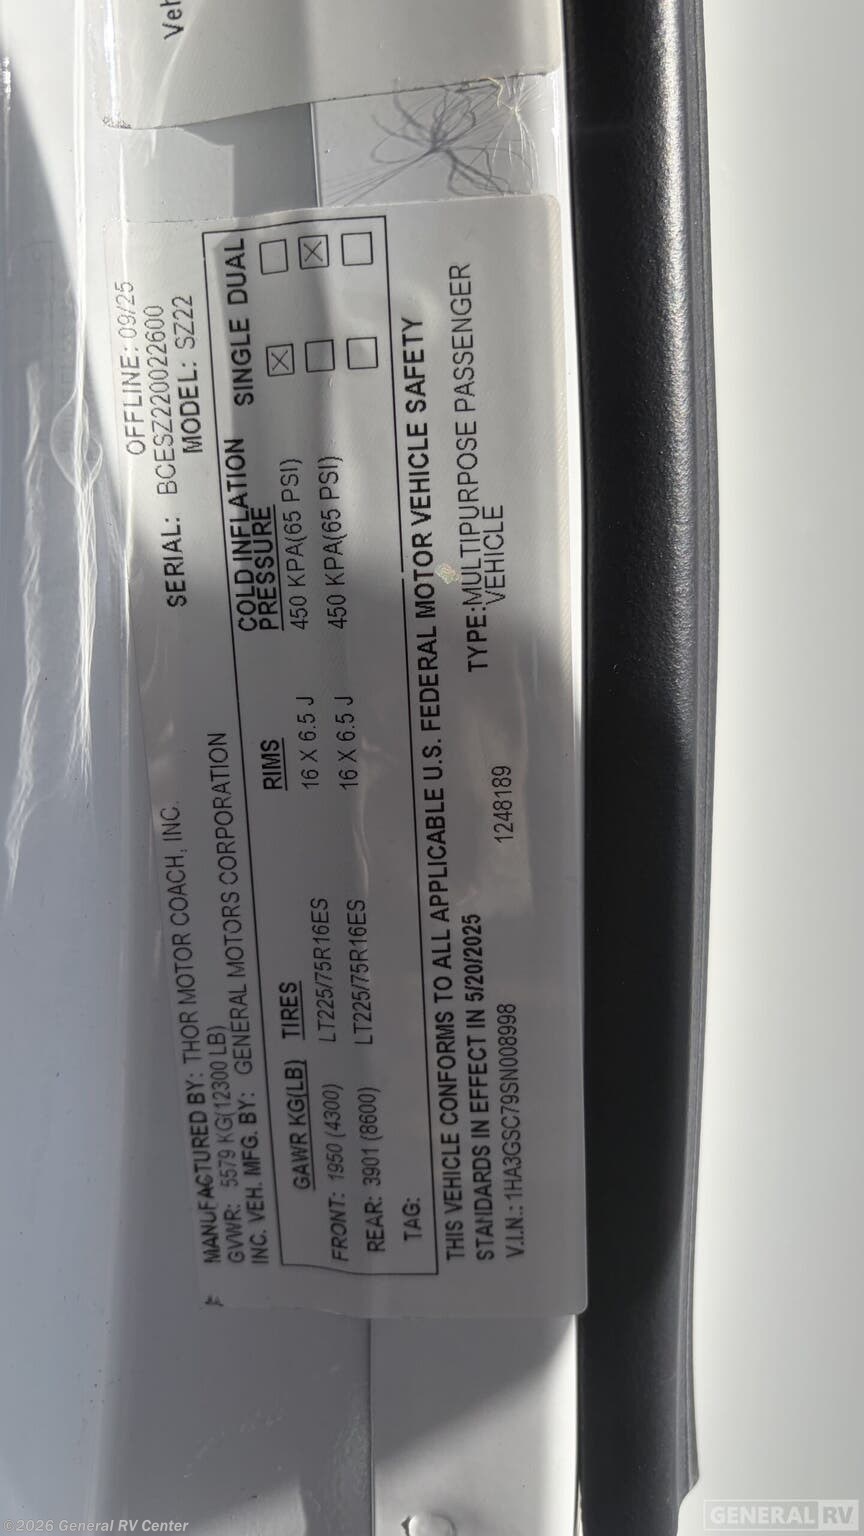 Veh
OFFLINE: 09/25
MANUFACTURED BY: THOR MOTOR COACH, INC. SERIAL: BCESZ220022600
GVWR: 5579 KG(12300 LB) MODEL: SZ22
INC. VEH. MFG. BY: GENERAL MOTORS CORPORATION
GAWR KG(LB) TIRES RIMS COLD INFLATION PRESSURE SINGLE DUAL
FRONT: 1950 (4300) LT225/75R16ES 16 X 6.5 J 450 KPA(65 PSI) ☒ ☐
REAR: 3901 (8600) LT225/75R16ES 16 X 6.5 J 450 KPA(65 PSI) ☐ ☒
TAG: ☐ ☐
THIS VEHICLE CONFORMS TO ALL APPLICABLE U.S. FEDERAL MOTOR VEHICLE SAFETY
STANDARDS IN EFFECT IN 5/20/2025
V.I.N.: 1HA3GSC79SN008998 1248189 TYPE:MULTIPURPOSE PASSENGER
VEHICLE
©2026 General RV Center
GENERAL RV